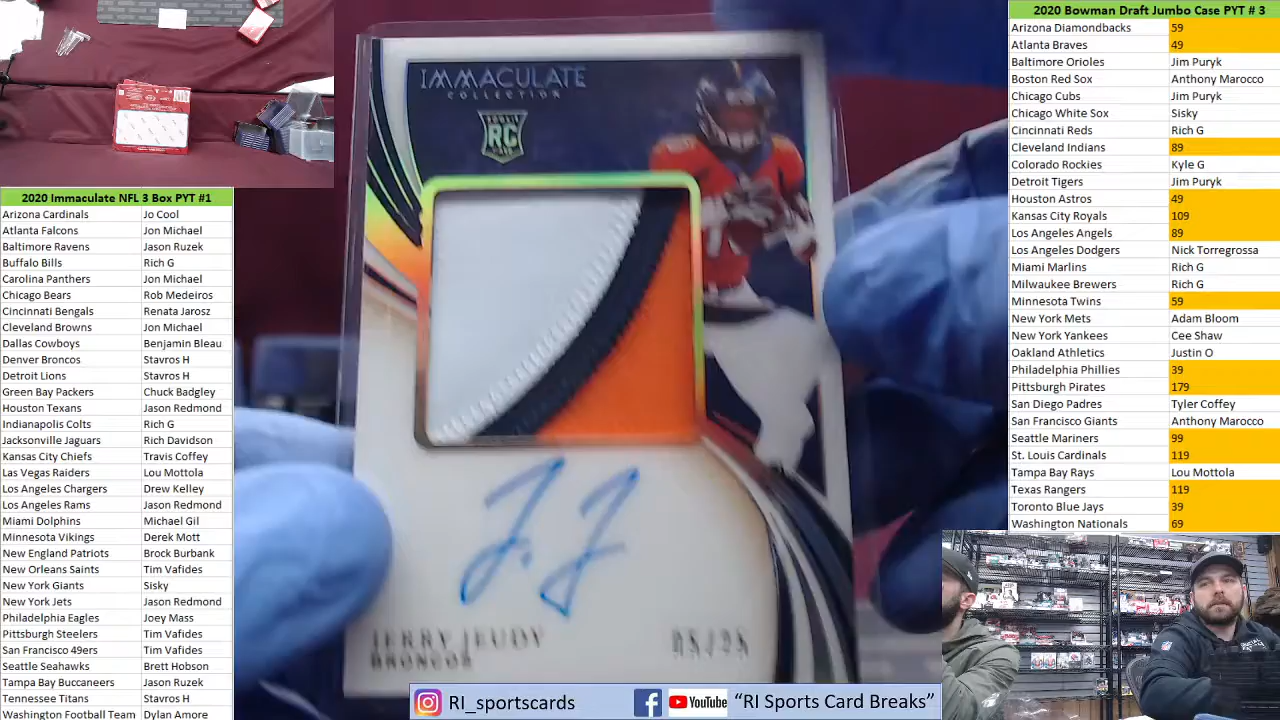 2020 Immaculate NFL 3 Box PYT #1
Arizona Cardinals Jo Cool
Atlanta Falcons Jon Michael
Baltimore Ravens Jason Ruzek
Buffalo Bills Rich G
Carolina Panthers Jon Michael
Chicago Bears Rob Medeiros
Cincinnati Bengals Renata Jarosz
Cleveland Browns Jon Michael
Dallas Cowboys Benjamin Bleau
Denver Broncos Stavros H
Detroit Lions Stavros H
Green Bay Packers Chuck Badgley
Houston Texans Jason Redmond
Indianapolis Colts Rich G
Jacksonville Jaguars Rich Davidson
Kansas City Chiefs Travis Coffey
Las Vegas Raiders Lou Mottola
Los Angeles Chargers Drew Kelley
Los Angeles Rams Jason Redmond
Miami Dolphins Michael Gil
Minnesota Vikings Derek Mott
New England Patriots Brock Burbank
New Orleans Saints Tim Vafides
New York Giants Sisky
New York Jets Jason Redmond
Philadelphia Eagles Joey Mass
Pittsburgh Steelers Tim Vafides
San Francisco 49ers Tim Vafides
Seattle Seahawks Brett Hobson
Tampa Bay Buccaneers Jason Ruzek
Tennessee Titans Stavros H
Washington Football Team Dylan Amore
IMMACULATE
COLLECTION
RC
J. J
JERRY JEUDY
BRONCOS
RI_sportscards
YouTube "RI Sports Card Breaks"
2020 Bowman Draft Jumbo Case PYT # 3
Arizona Diamondbacks 59
Atlanta Braves 49
Baltimore Orioles Jim Puryk
Boston Red Sox Anthony Marocco
Chicago Cubs Jim Puryk
Chicago White Sox Sisky
Cincinnati Reds Rich G
Cleveland Indians 89
Colorado Rockies Kyle G
Detroit Tigers Jim Puryk
Houston Astros 49
Kansas City Royals 109
Los Angeles Angels 89
Los Angeles Dodgers Nick Torregrossa
Miami Marlins Rich G
Milwaukee Brewers Rich G
Minnesota Twins 59
New York Mets Adam Bloom
New York Yankees Cee Shaw
Oakland Athletics Justin O
Philadelphia Phillies 39
Pittsburgh Pirates 179
San Diego Padres Tyler Coffey
San Francisco Giants Anthony Marocco
Seattle Mariners 99
St. Louis Cardinals 119
Tampa Bay Rays Lou Mottola
Texas Rangers 119
Toronto Blue Jays 39
Washington Nationals 69